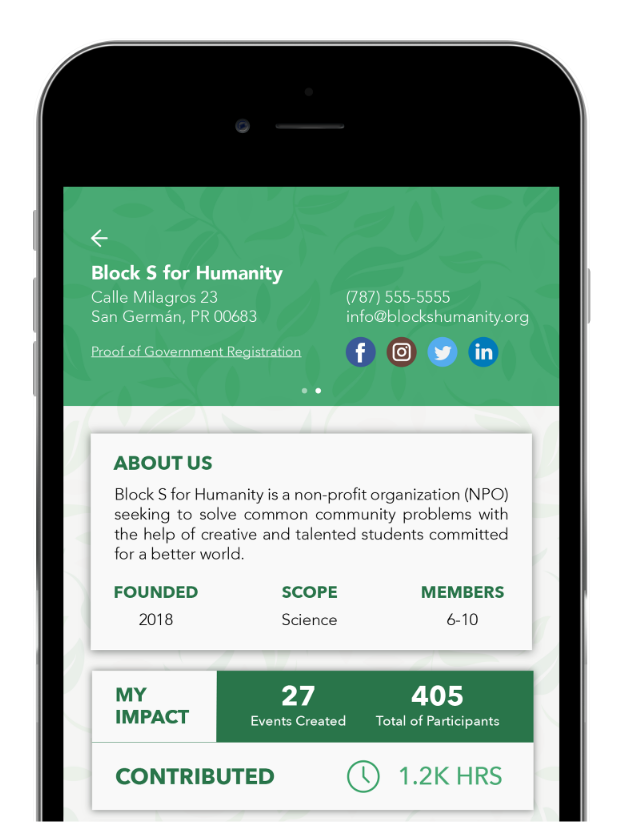 Block S for Humanity
Calle Milagros 23
San Germán, PR 00683
(787) 555-5555
info@blockshumanity.org
Proof of Government Registration
ABOUT US
Block S for Humanity is a non-profit organization (NPO)
seeking to solve common community problems with
the help of creative and talented students committed
for a better world.
FOUNDED SCOPE MEMBERS
2018 Science 6-10
MY
IMPACT
27 405
Events Created Total of Participants
CONTRIBUTED 1.2K HRS